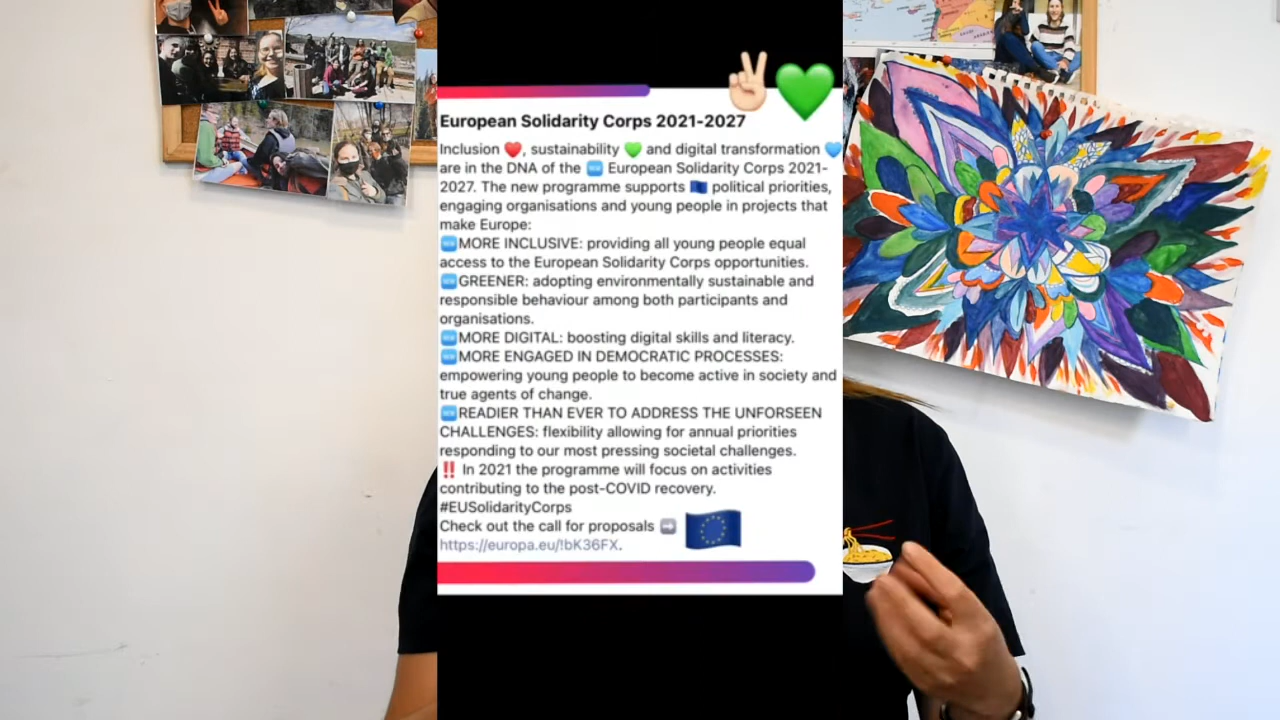 European Solidarity Corps 2021-2027
Inclusion ❤️, sustainability 💚 and digital transformation 💙
are in the DNA of the 🆕 European Solidarity Corps 2021-
2027. The new programme supports 🇪🇺 political priorities,
engaging organisations and young people in projects that
make Europe:
🆕MORE INCLUSIVE: providing all young people equal
access to the European Solidarity Corps opportunities.
🆕GREENER: adopting environmentally sustainable and
responsible behaviour among both participants and
organisations.
🆕MORE DIGITAL: boosting digital skills and literacy.
🆕MORE ENGAGED IN DEMOCRATIC PROCESSES:
empowering young people to become active in society and
true agents of change.
🆕READIER THAN EVER TO ADDRESS THE UNFORSEEN
CHALLENGES: flexibility allowing for annual priorities
responding to our most pressing societal challenges.
‼️ In 2021 the programme will focus on activities
contributing to the post-COVID recovery.
#EUSolidarityCorps
Check out the call for proposals ➡️
https://europa.eu/!bK36FX.